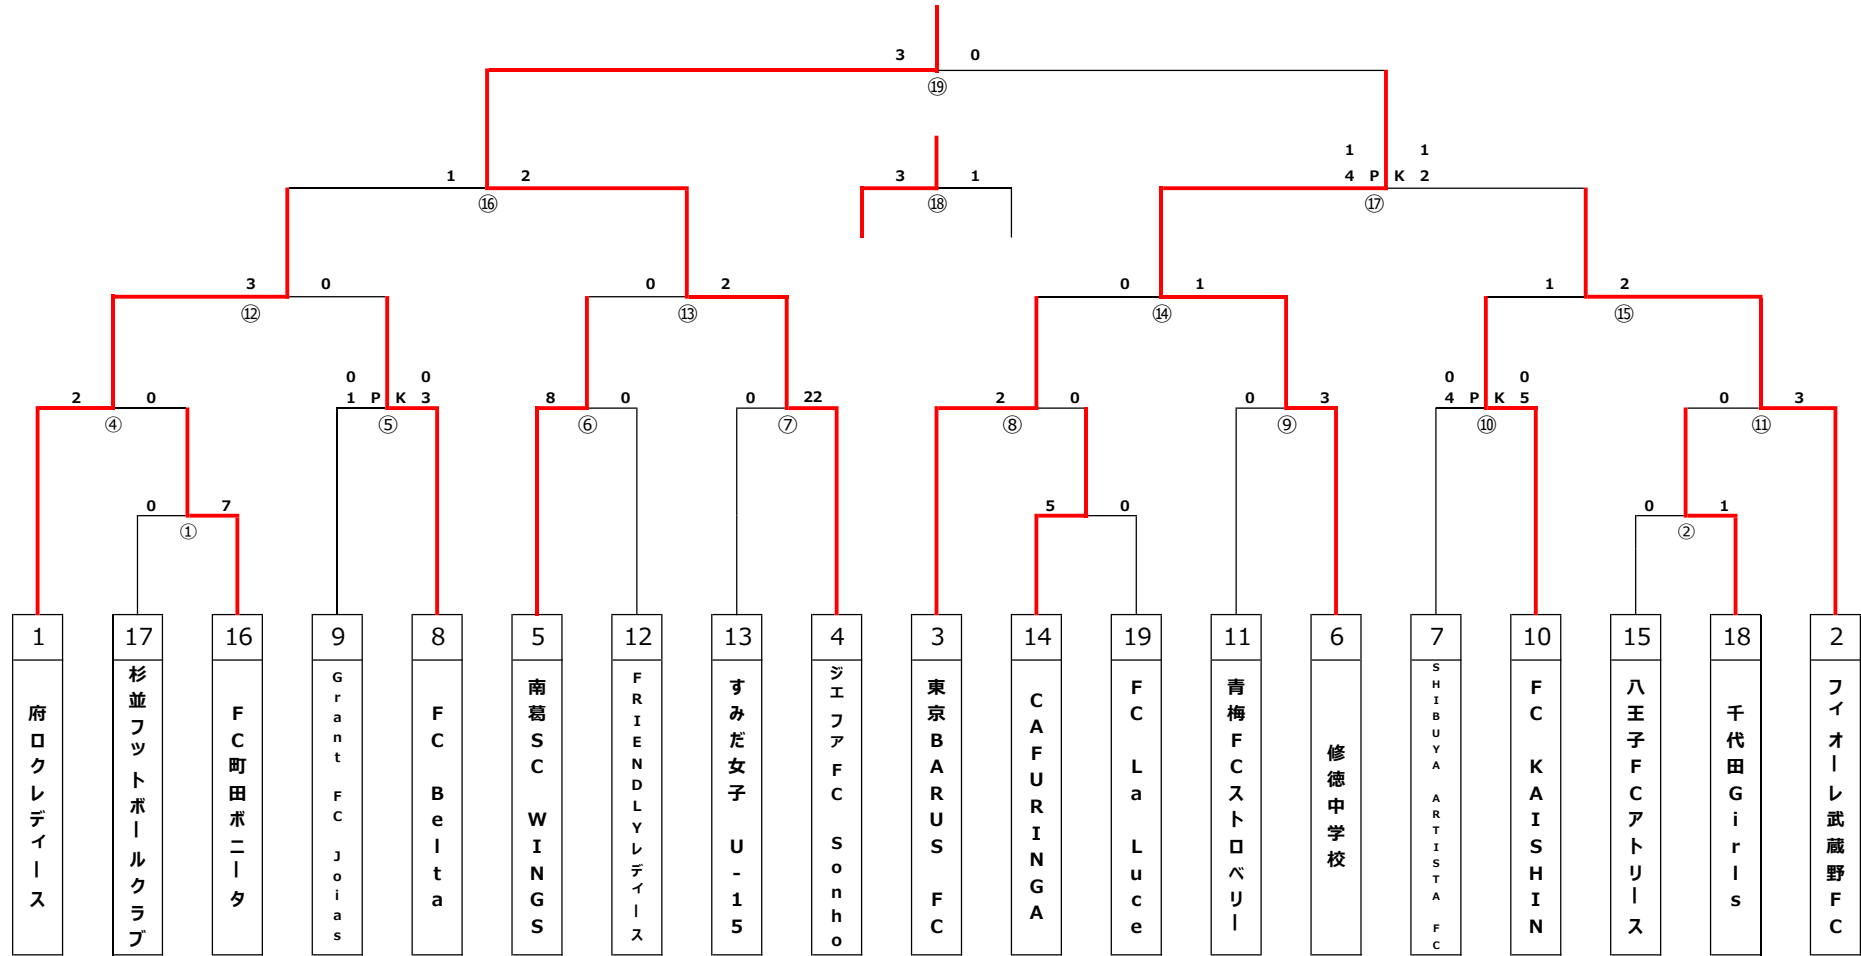 3 0
⑲
1 1
3 1
1 2
4 P K 2
⑯
⑱
⑰
3 0
0 2
0 1
1 2
⑫
⑬
⑭
⑮
0 0
0 0
2 0
1 P K 3
8 0
0 22
2 0
0 3
4 P K 5
0 3
④
⑤
⑥
⑦
⑧
⑨
⑩
⑪
0 7
5 0
0 1
①
②
1
17
16
9
8
5
12
13
4
3
14
19
11
6
7
10
15
18
2
府ロクレディース
杉並フットボールクラブ
FC町田ボニータ
Grant FC Joias
FC Belta
南葛SC WINGS
FRIENDLYレディース
すみだ女子 U-15
ジェファFC Sonho
東京BARUS FC
CAFURINGA
FC La Luce
青梅FCストロベリー
修徳中学校
SHIBUYA ARTISTA FC
FC KAISHIN
八王子FCアトリース
千代田Girls
フィオーレ武蔵野FC